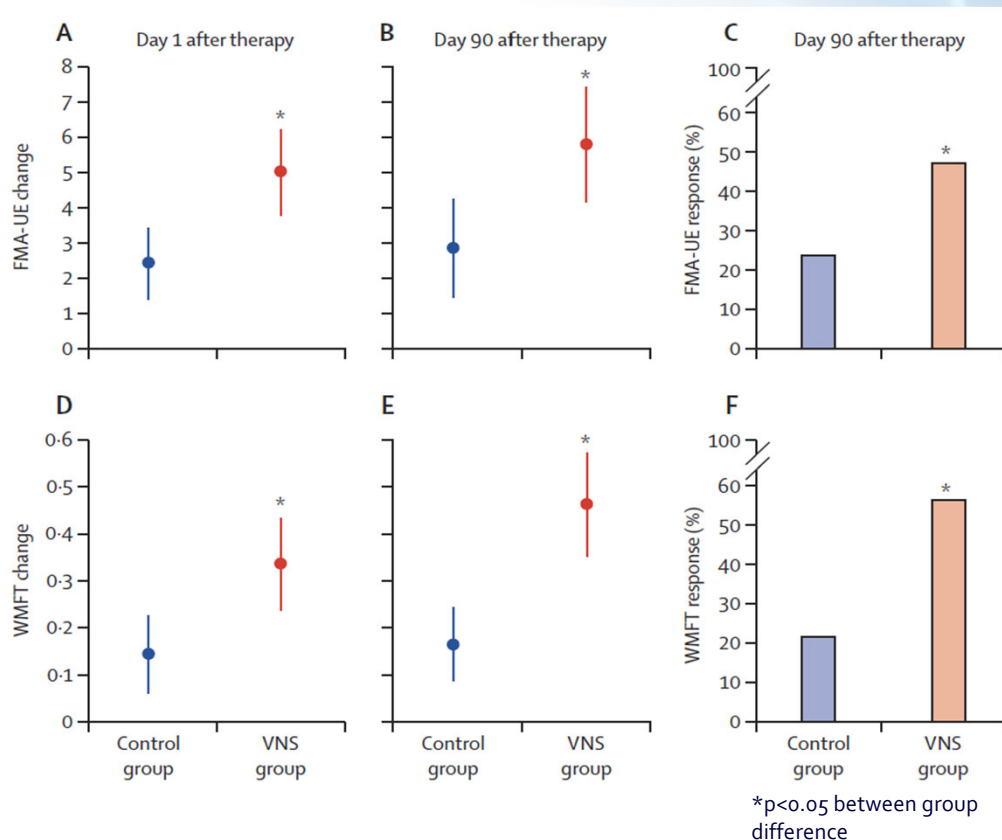 A Day 1 after therapy
B Day 90 after therapy
C Day 90 after therapy
FMA-UE change
8
7
6
5
4
3
2
1
0
*
*
FMA-UE response (%)
100
60
50
40
30
20
10
0
*
D
E
F
WMFT change
0·6
0·5
0·4
0·3
0·2
0·1
0
*
*
WMFT response (%)
100
60
50
40
30
20
10
0
*
Control
group
VNS
group
Control
group
VNS
group
Control
group
VNS
group
*p<0.05 between group
difference